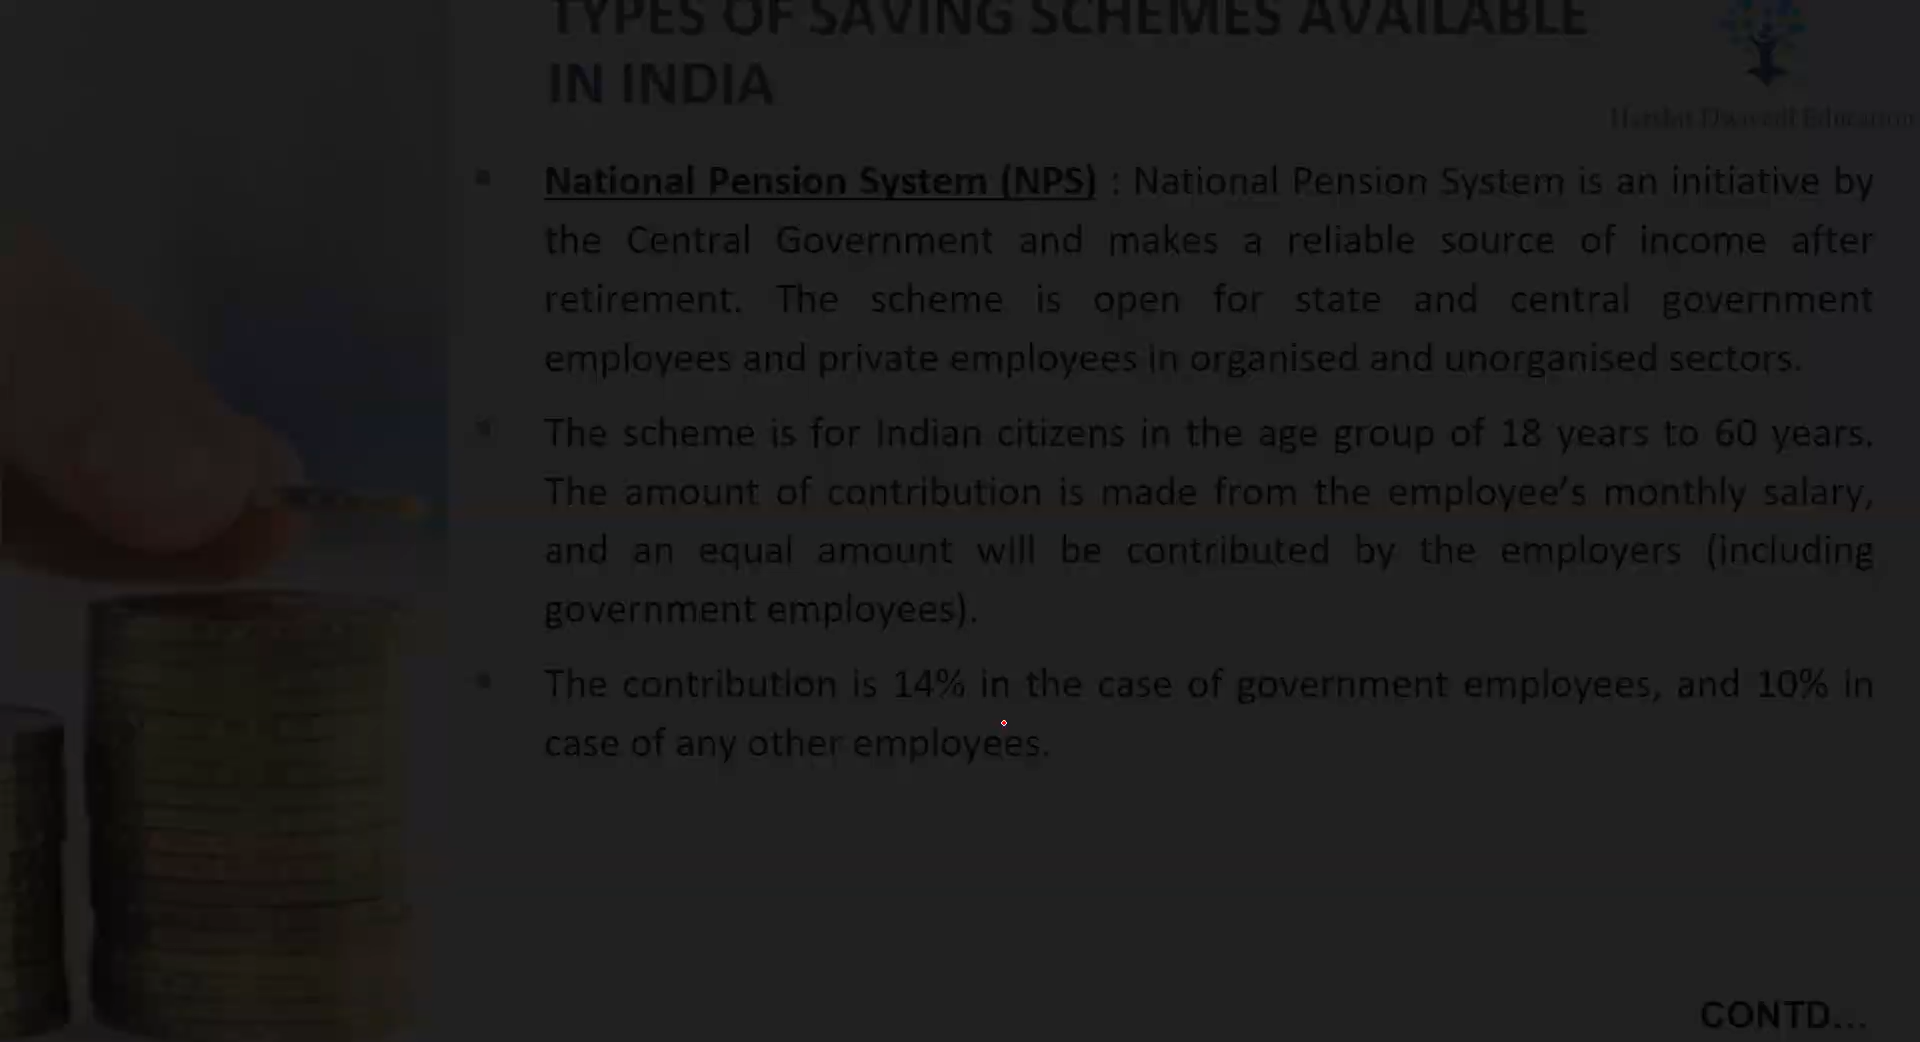 TYPES OF SAVING SCHEMES AVAILABLE
IN INDIA
Harshit Dwivedi Education
National Pension System (NPS) : National Pension System is an initiative by
the Central Government and makes a reliable source of income after
retirement. The scheme is open for state and central government
employees and private employees in organised and unorganised sectors.
The scheme is for Indian citizens in the age group of 18 years to 60 years.
The amount of contribution is made from the employee’s monthly salary,
and an equal amount will be contributed by the employers (including
government employees).
The contribution is 14% in the case of government employees, and 10% in
case of any other employees.
CONTD...